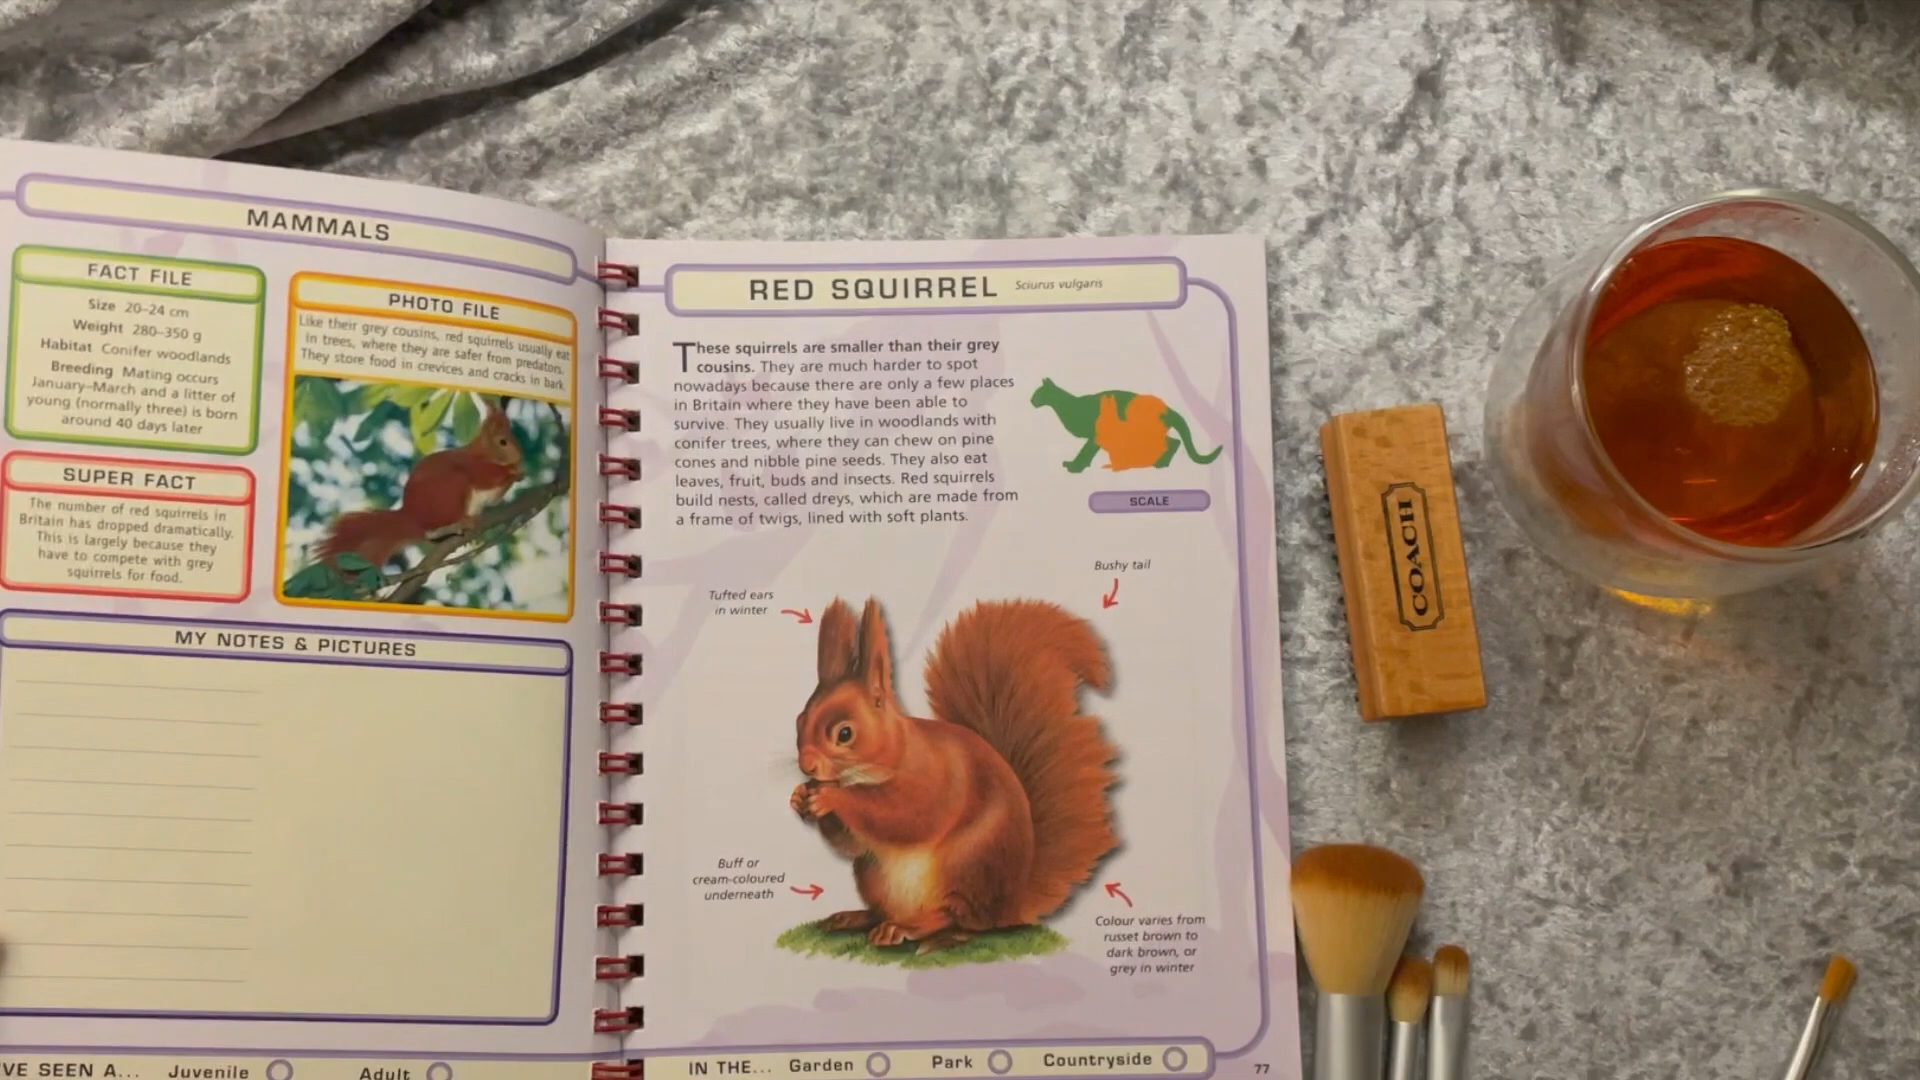 MAMMALS
FACT FILE
Size 20–24 cm
Weight 280–350 g
Habitat Conifer woodlands
Breeding Mating occurs
January–March and a litter of
young (normally three) is born
around 40 days later
PHOTO FILE
Like their grey cousins, red squirrels usually eat
in trees, where they are safer from predators.
They store food in crevices and cracks in bark.
SUPER FACT
The number of red squirrels in
Britain has dropped dramatically.
This is largely because they
have to compete with grey
squirrels for food.
MY NOTES & PICTURES
'VE SEEN A... Juvenile Adult
RED SQUIRREL Sciurus vulgaris
These squirrels are smaller than their grey
cousins. They are much harder to spot
nowadays because there are only a few places
in Britain where they have been able to
survive. They usually live in woodlands with
conifer trees, where they can chew on pine
cones and nibble pine seeds. They also eat
leaves, fruit, buds and insects. Red squirrels
build nests, called dreys, which are made from
a frame of twigs, lined with soft plants.
SCALE
Tufted ears
in winter
Bushy tail
Buff or
cream-coloured
underneath
Colour varies from
russet brown to
dark brown, or
grey in winter
IN THE... Garden Park Countryside
77
COACH